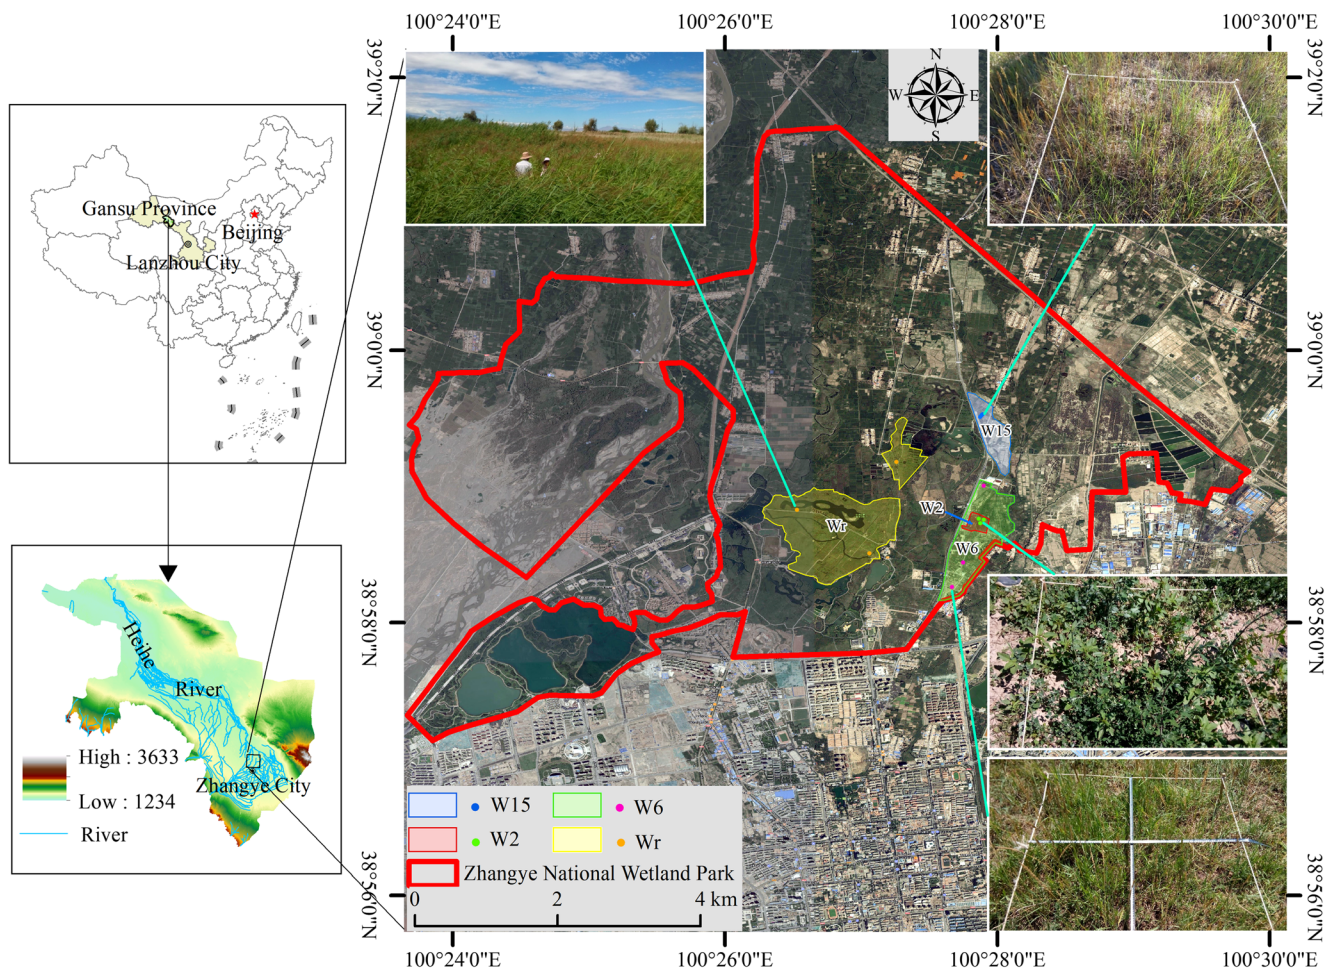 100°24'0"E
100°26'0"E
100°28'0"E
100°30'0"E
39°2'0"N
39°2'0"N
N
W
E
S
Gansu Province
Beijing
Lanzhou City
39°0'0"N
39°0'0"N
W15
W2
Wr
W6
38°58'0"N
38°58'0"N
Heihe
River
High : 3633
Zhangye City
Low : 1234
River
W15
W6
W2
Wr
Zhangye National Wetland Park
0
2
4 km
38°56'0"N
38°56'0"N
100°24'0"E
100°26'0"E
100°28'0"E
100°30'0"E